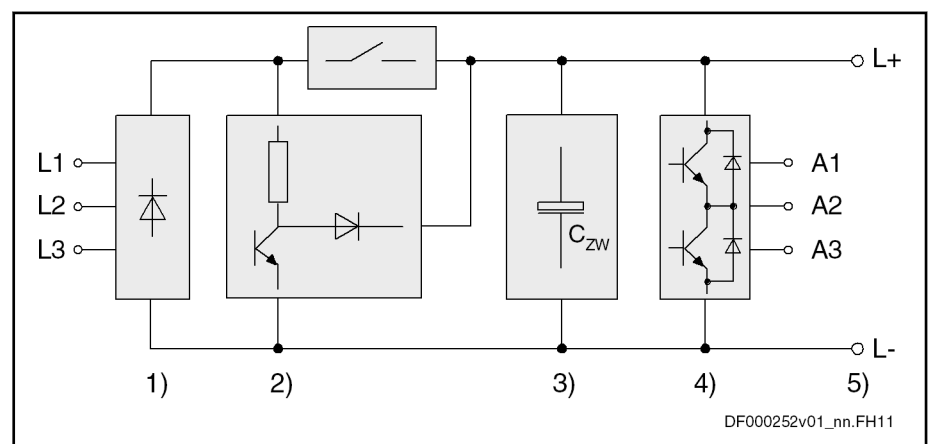 L+
L1
L2
L3
C_ZW
A1
A2
A3
L-
1)
2)
3)
4)
5)
DF000252v01_nn.FH11